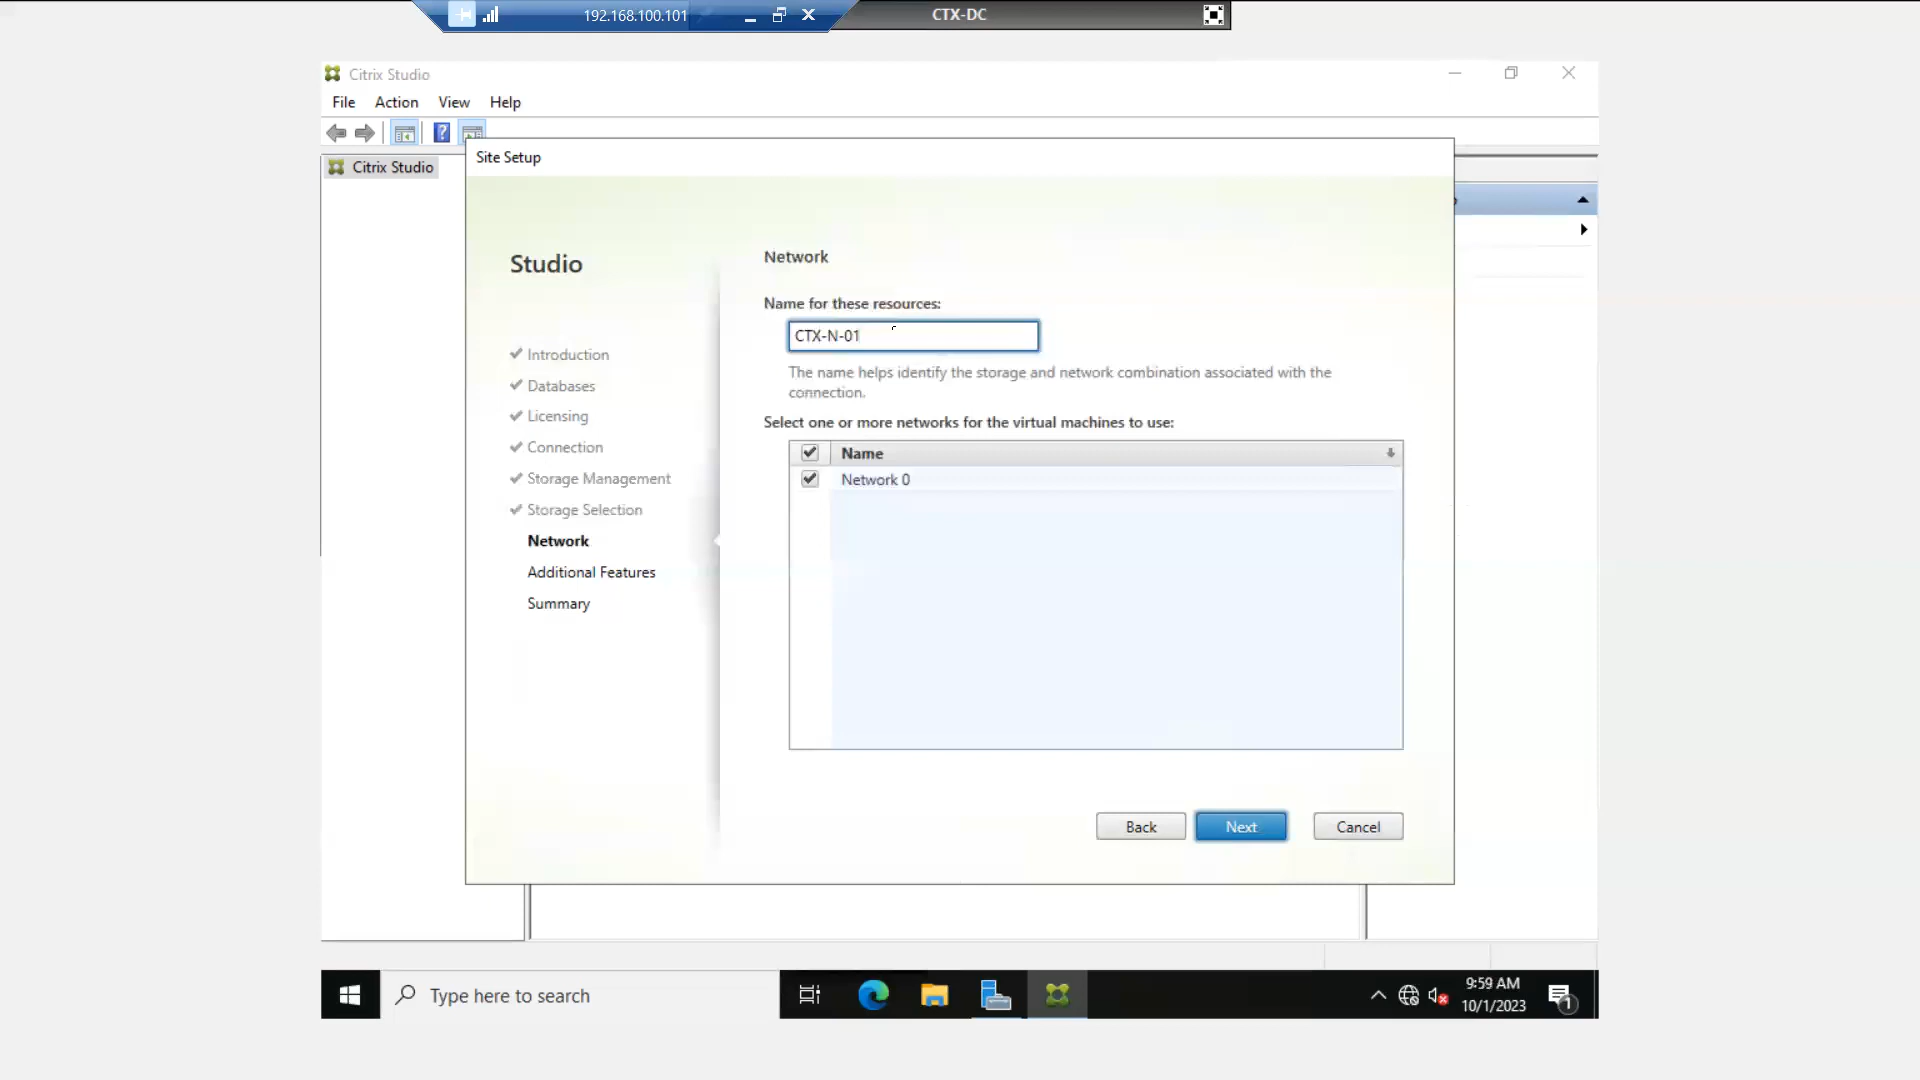 192.168.100.101
CTX-DC
Citrix Studio
File Action View Help
Citrix Studio
Site Setup
Studio
Introduction
Databases
Licensing
Connection
Storage Management
Storage Selection
Network
Additional Features
Summary
Network
Name for these resources:
CTX-N-01
The name helps identify the storage and network combination associated with the
connection.
Select one or more networks for the virtual machines to use:
Name
Network 0
Back Next Cancel
Type here to search
9:59 AM
10/1/2023
1